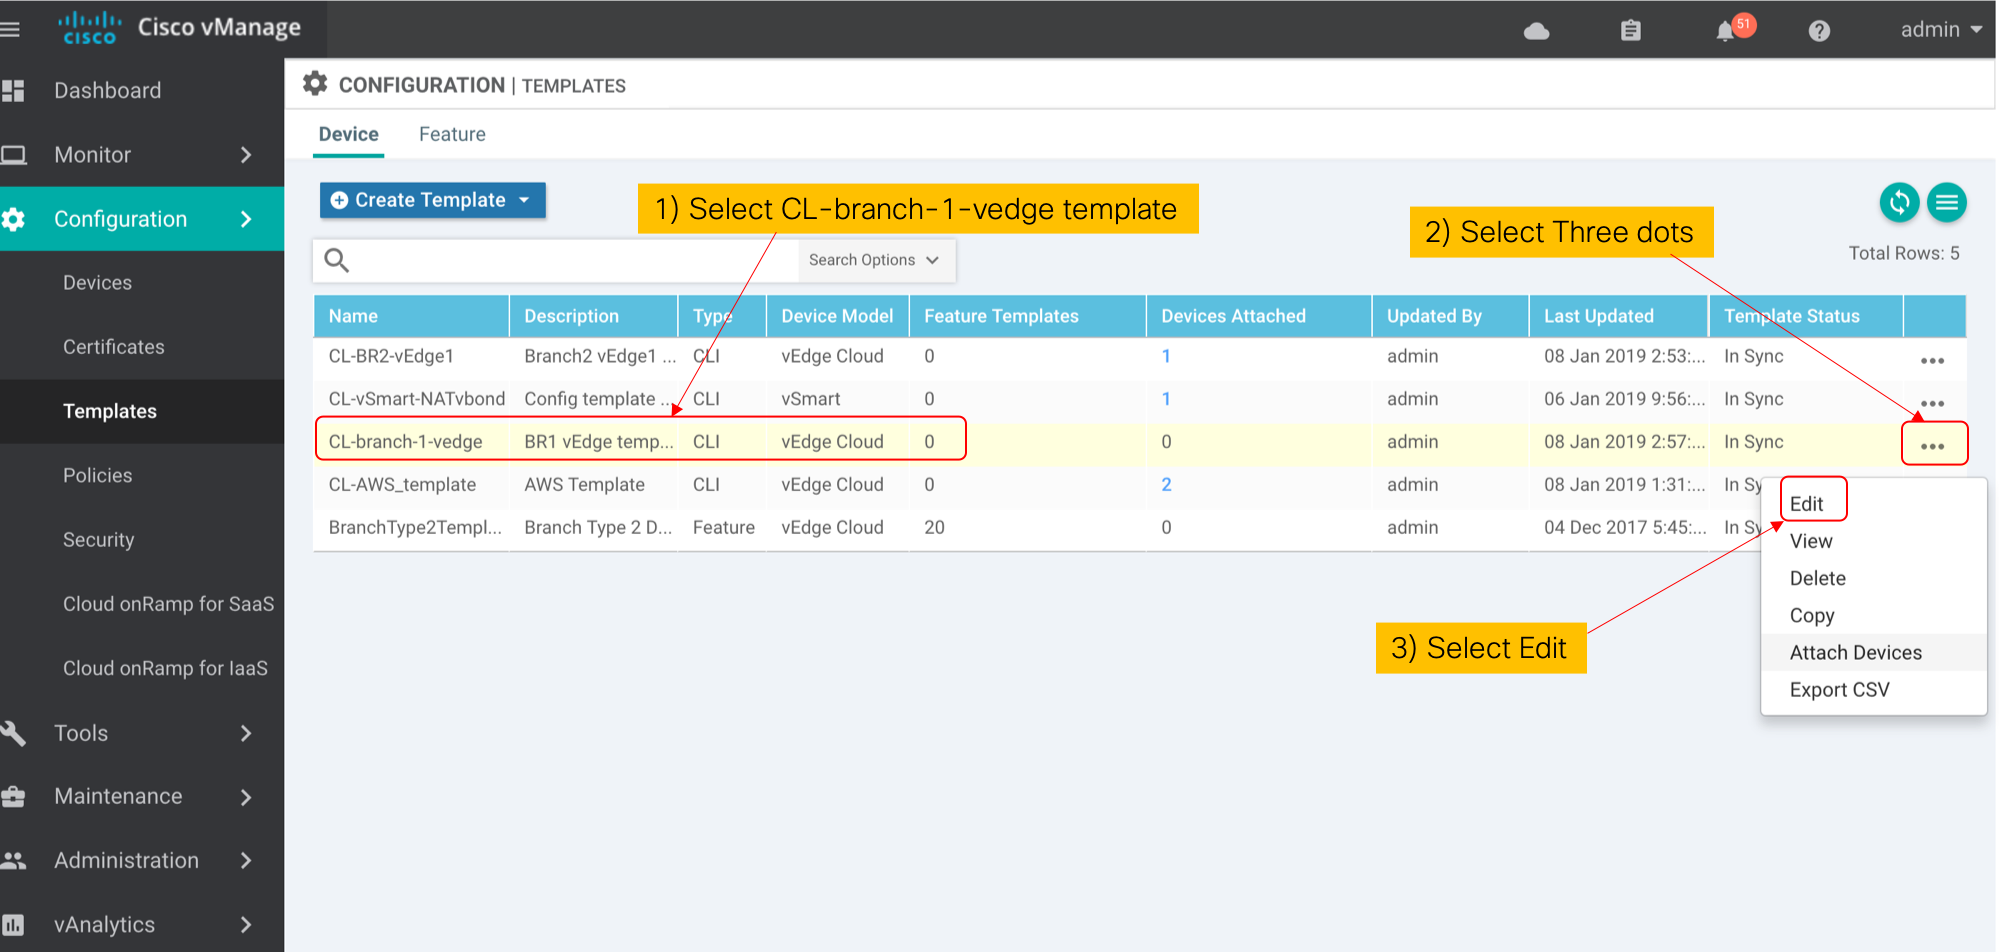 CISCO
Cisco vManage
51
admin
Dashboard
Monitor
Configuration
Devices
Certificates
Templates
Policies
Security
Cloud onRamp for SaaS
Cloud onRamp for IaaS
Tools
Maintenance
Administration
vAnalytics
CONFIGURATION | TEMPLATES
Device Feature
Create Template
1) Select CL-branch-1-vedge template
2) Select Three dots
Search Options
Total Rows: 5
Name Description Type Device Model Feature Templates Devices Attached Updated By Last Updated Template Status
CL-BR2-vEdge1 Branch2 vEdge1 ... CLI vEdge Cloud 0 1 admin 08 Jan 2019 2:53:... In Sync
CL-vSmart-NATvbond Config template ... CLI vSmart 0 1 admin 06 Jan 2019 9:56:... In Sync
CL-branch-1-vedge BR1 vEdge temp... CLI vEdge Cloud 0 0 admin 08 Jan 2019 2:57:... In Sync
CL-AWS_template AWS Template CLI vEdge Cloud 0 2 admin 08 Jan 2019 1:31:... In Sy
BranchType2Templ... Branch Type 2 D... Feature vEdge Cloud 20 0 admin 04 Dec 2017 5:45:... In Sy
Edit
View
Delete
Copy
Attach Devices
Export CSV
3) Select Edit